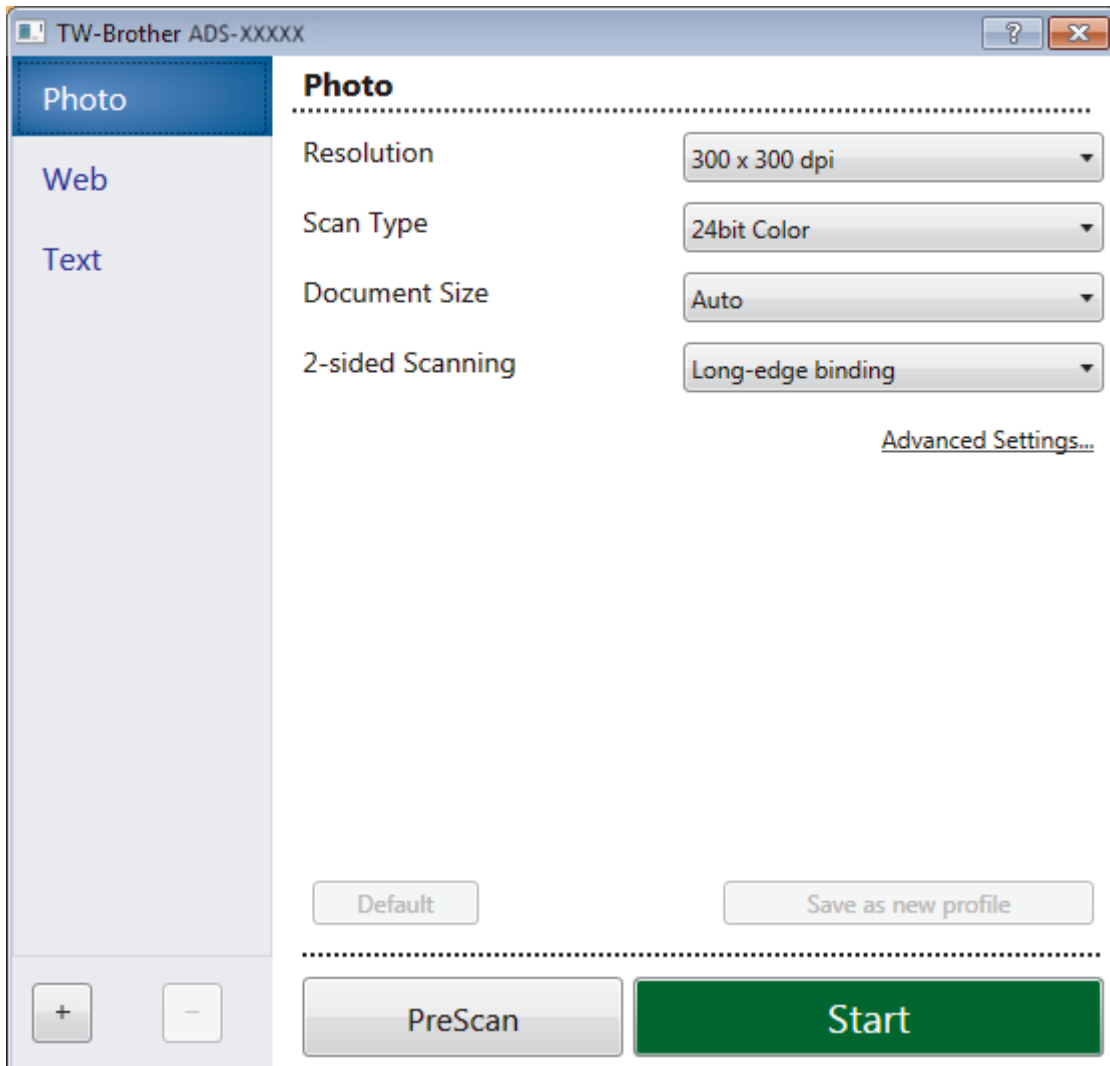 TW-Brother ADS-XXXXX
?
Photo
Web
Text
Photo
Resolution
300 x 300 dpi
Scan Type
24bit Color
Document Size
Auto
2-sided Scanning
Long-edge binding
Advanced Settings...
Default
Save as new profile
+
−
PreScan
Start